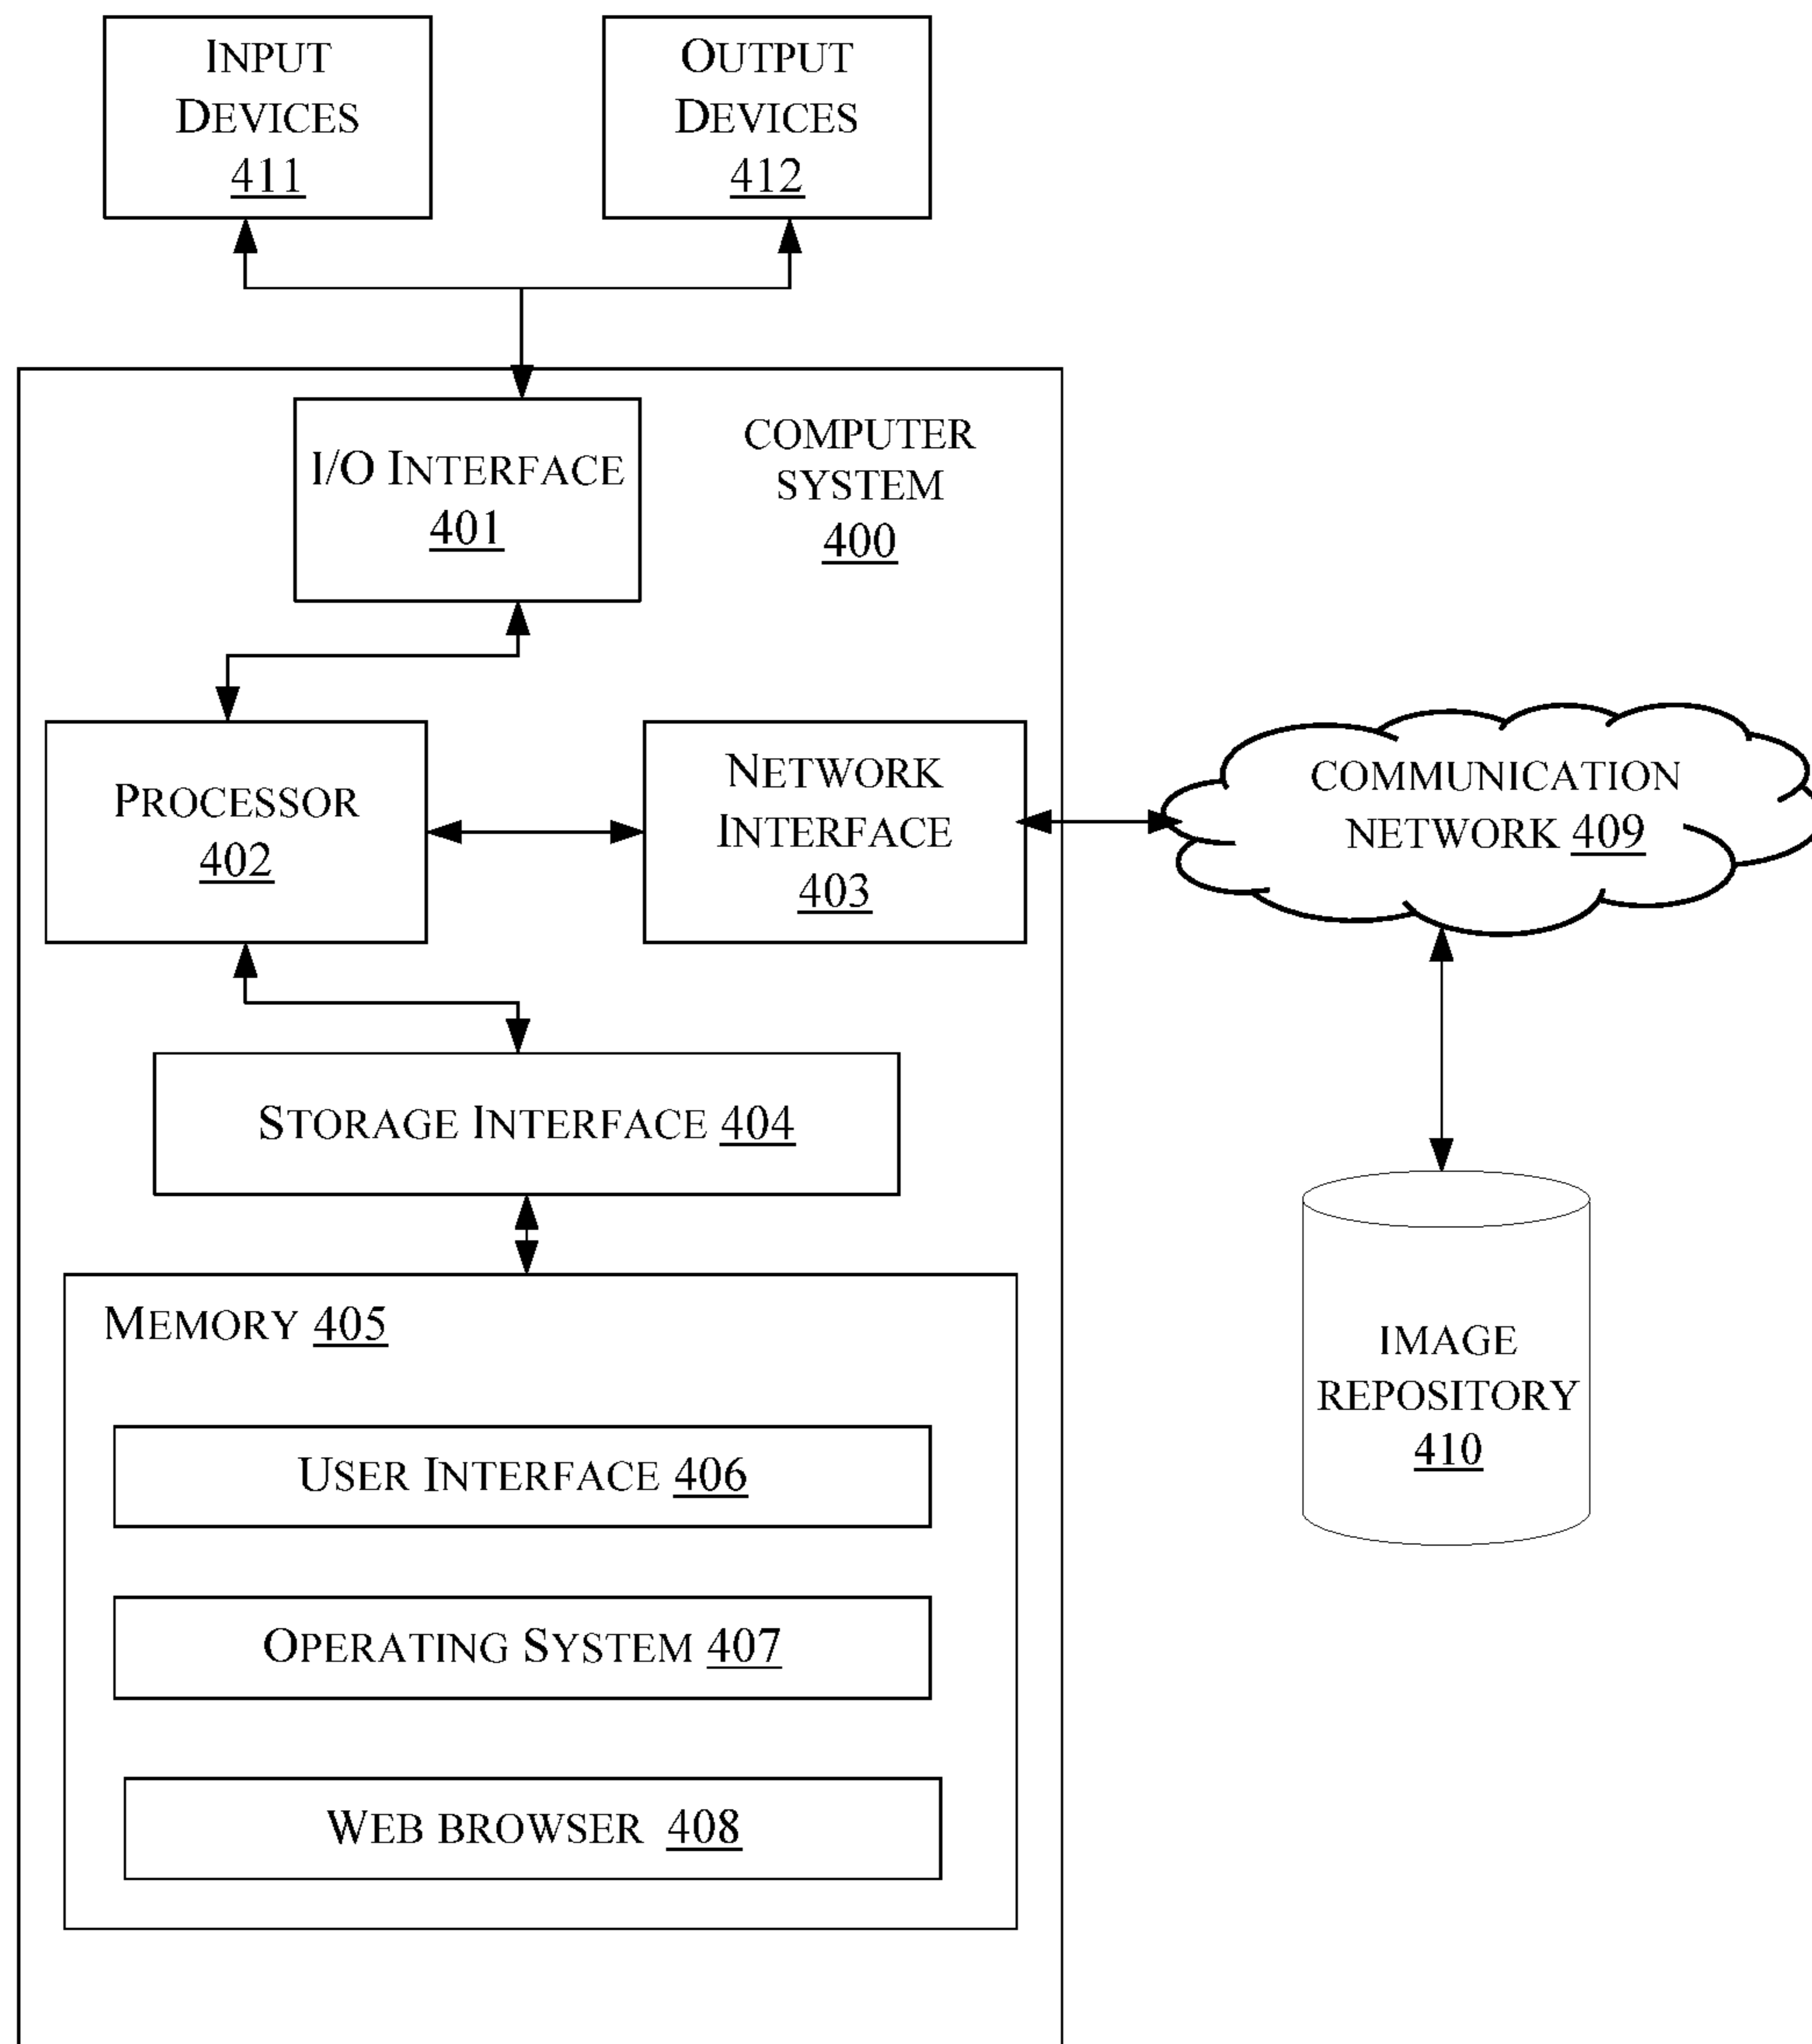 INPUT
DEVICES
411
OUTPUT
DEVICES
412
I/O INTERFACE
401
COMPUTER
SYSTEM
400
PROCESSOR
402
NETWORK
INTERFACE
403
COMMUNICATION
NETWORK 409
STORAGE INTERFACE 404
MEMORY 405
USER INTERFACE 406
OPERATING SYSTEM 407
WEB BROWSER 408
IMAGE
REPOSITORY
410